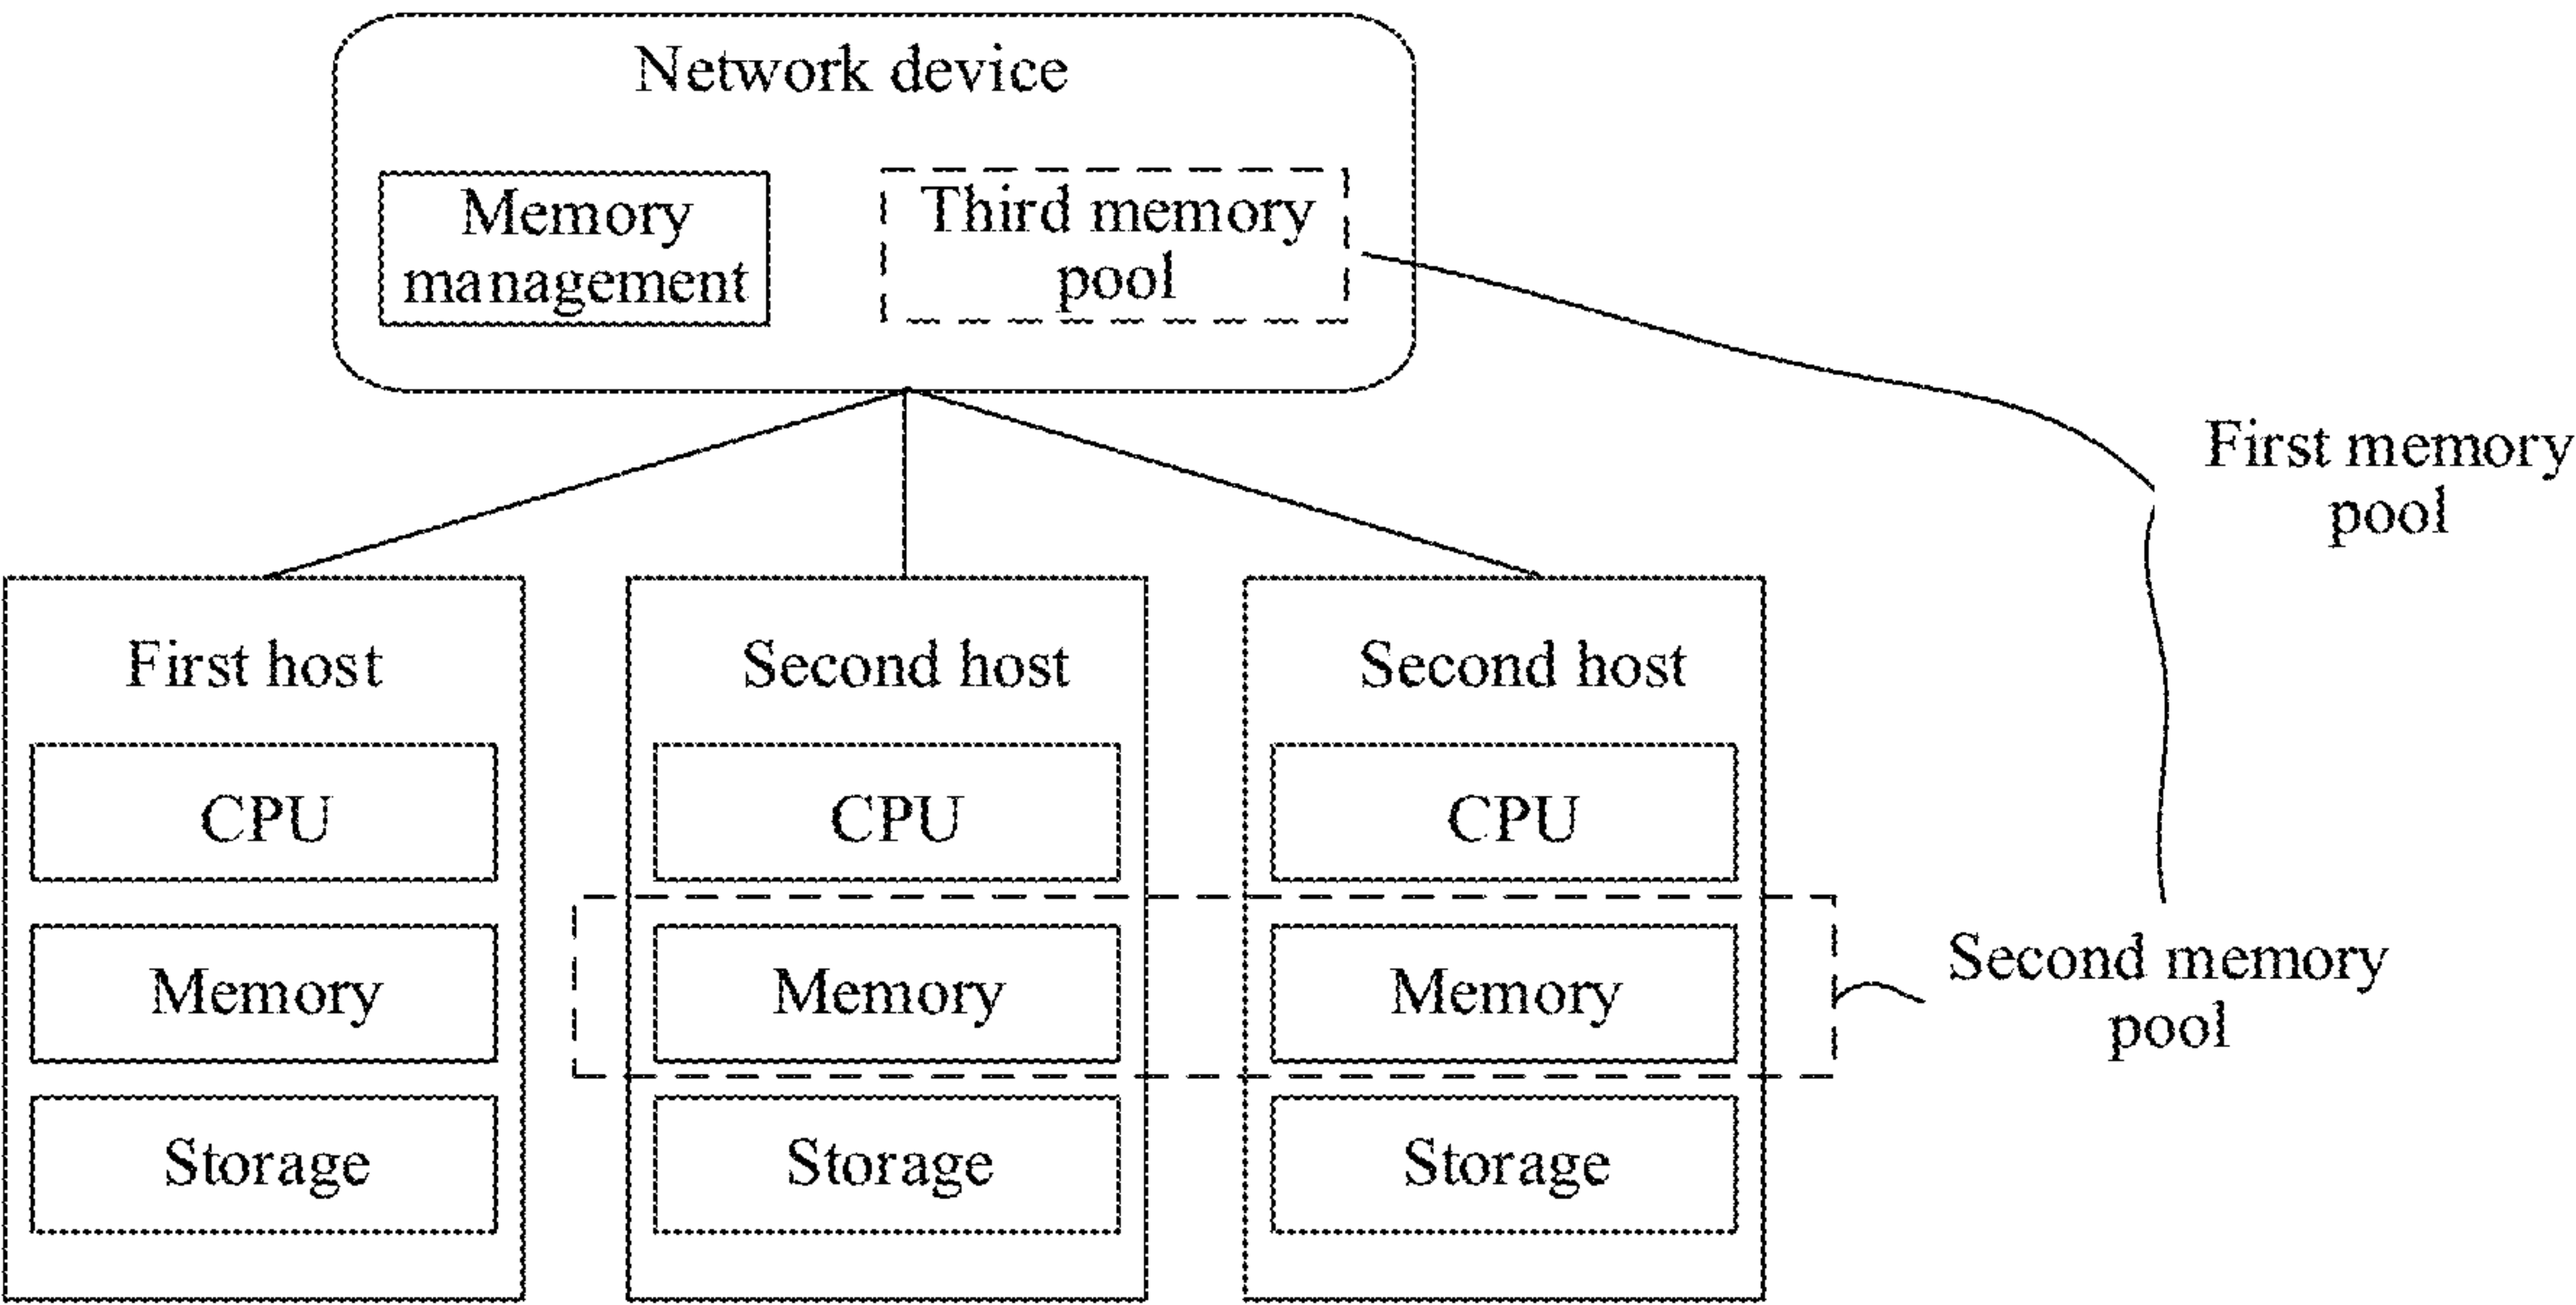 Network device
Memory
management
Third memory
pool
First memory
pool
First host
CPU
Memory
Storage
Second host
CPU
Memory
Storage
Second host
CPU
Memory
Storage
Second memory
pool